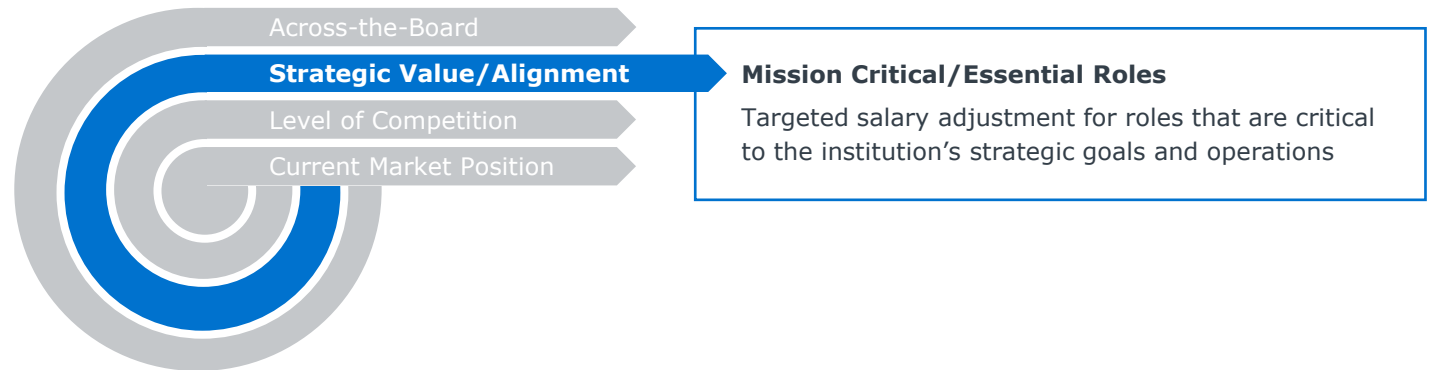 Across-the-Board
Strategic Value/Alignment
Level of Competition
Current Market Position
Mission Critical/Essential Roles
Targeted salary adjustment for roles that are critical
to the institution’s strategic goals and operations